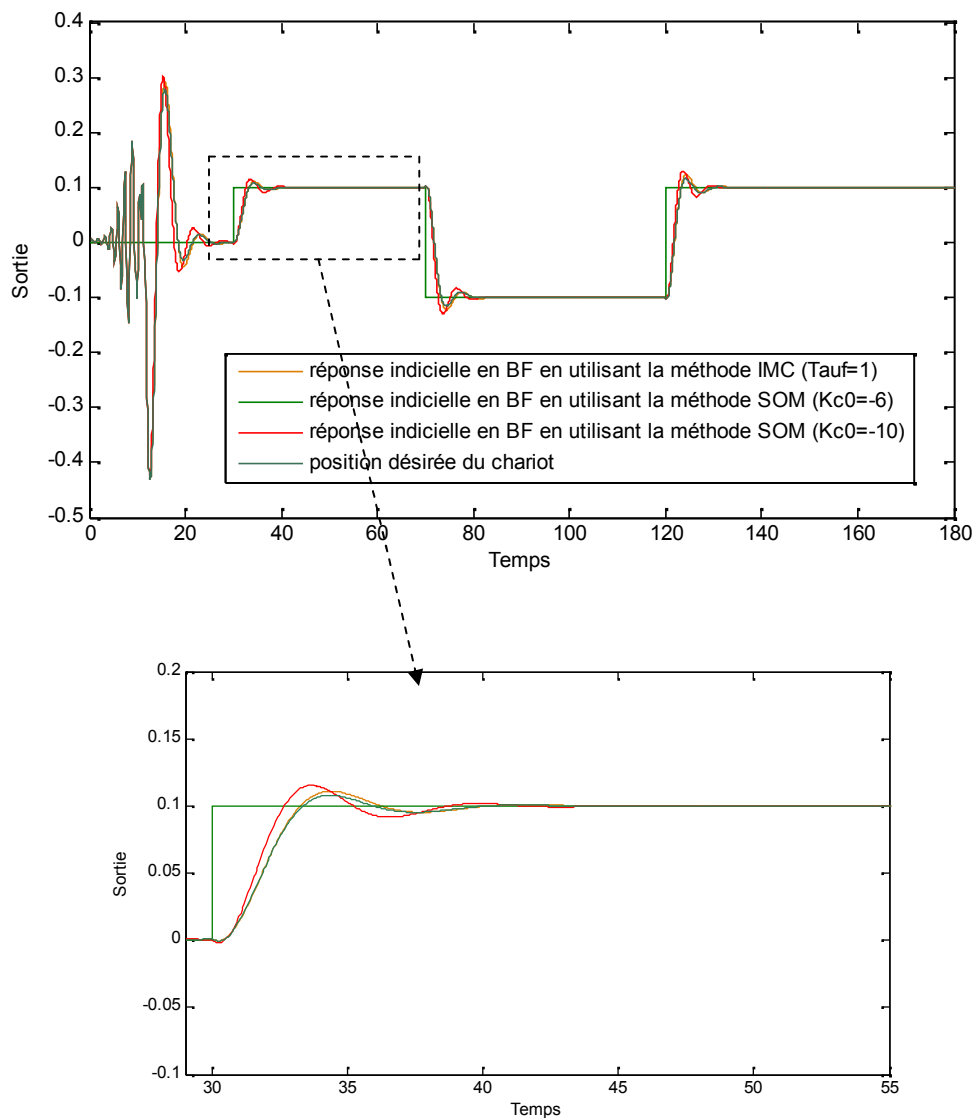 0.4
0.3
0.2
0.1
0
-0.1
-0.2
-0.3
-0.4
-0.5
Sortie
réponse indicielle en BF en utilisant la méthode IMC (Tauf=1)
réponse indicielle en BF en utilisant la méthode SOM (Kc0=-6)
réponse indicielle en BF en utilisant la méthode SOM (Kc0=-10)
position désirée du chariot
0 20 40 60 80 100 120 140 160 180
Temps
0.2
0.15
0.1
0.05
0
-0.05
-0.1
Sortie
30 35 40 45 50 55
Temps